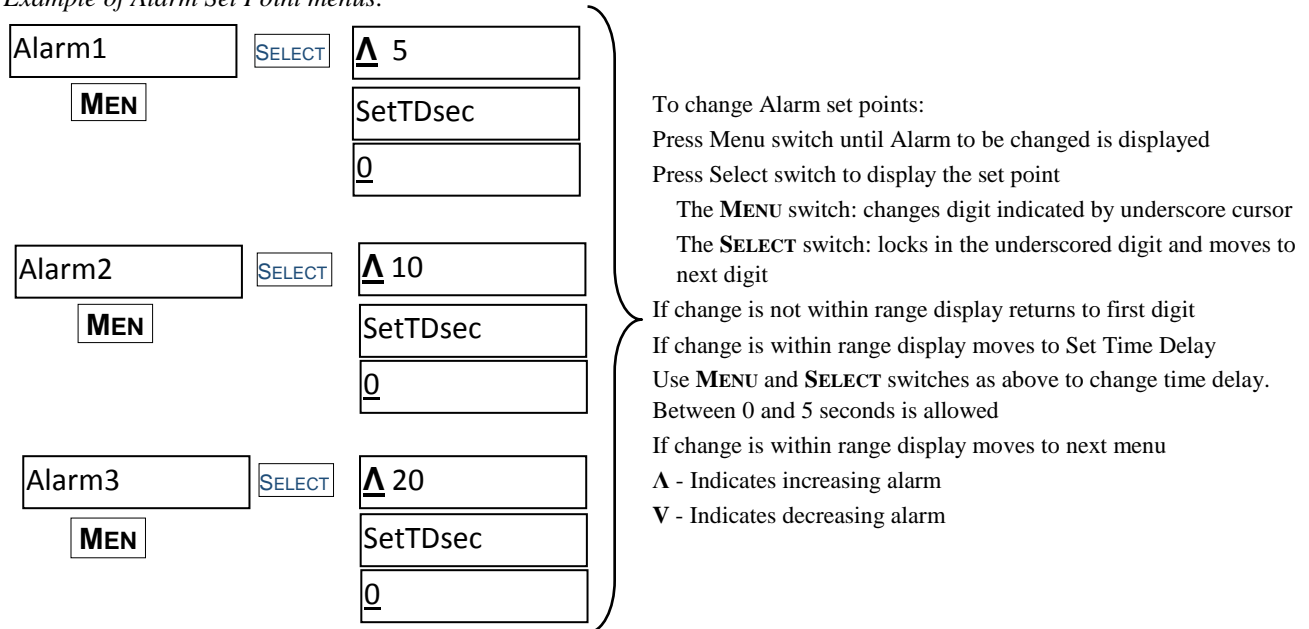 Example of Alarm Set Point menus:
Alarm1
SELECT
Λ 5
MEN
SetTDsec
0
Alarm2
SELECT
Λ 10
MEN
SetTDsec
0
Alarm3
SELECT
Λ 20
MEN
SetTDsec
0
To change Alarm set points:
Press Menu switch until Alarm to be changed is displayed
Press Select switch to display the set point
The MENU switch: changes digit indicated by underscore cursor
The SELECT switch: locks in the underscored digit and moves to
next digit
If change is not within range display returns to first digit
If change is within range display moves to Set Time Delay
Use MENU and SELECT switches as above to change time delay.
Between 0 and 5 seconds is allowed
If change is within range display moves to next menu
Λ - Indicates increasing alarm
V - Indicates decreasing alarm